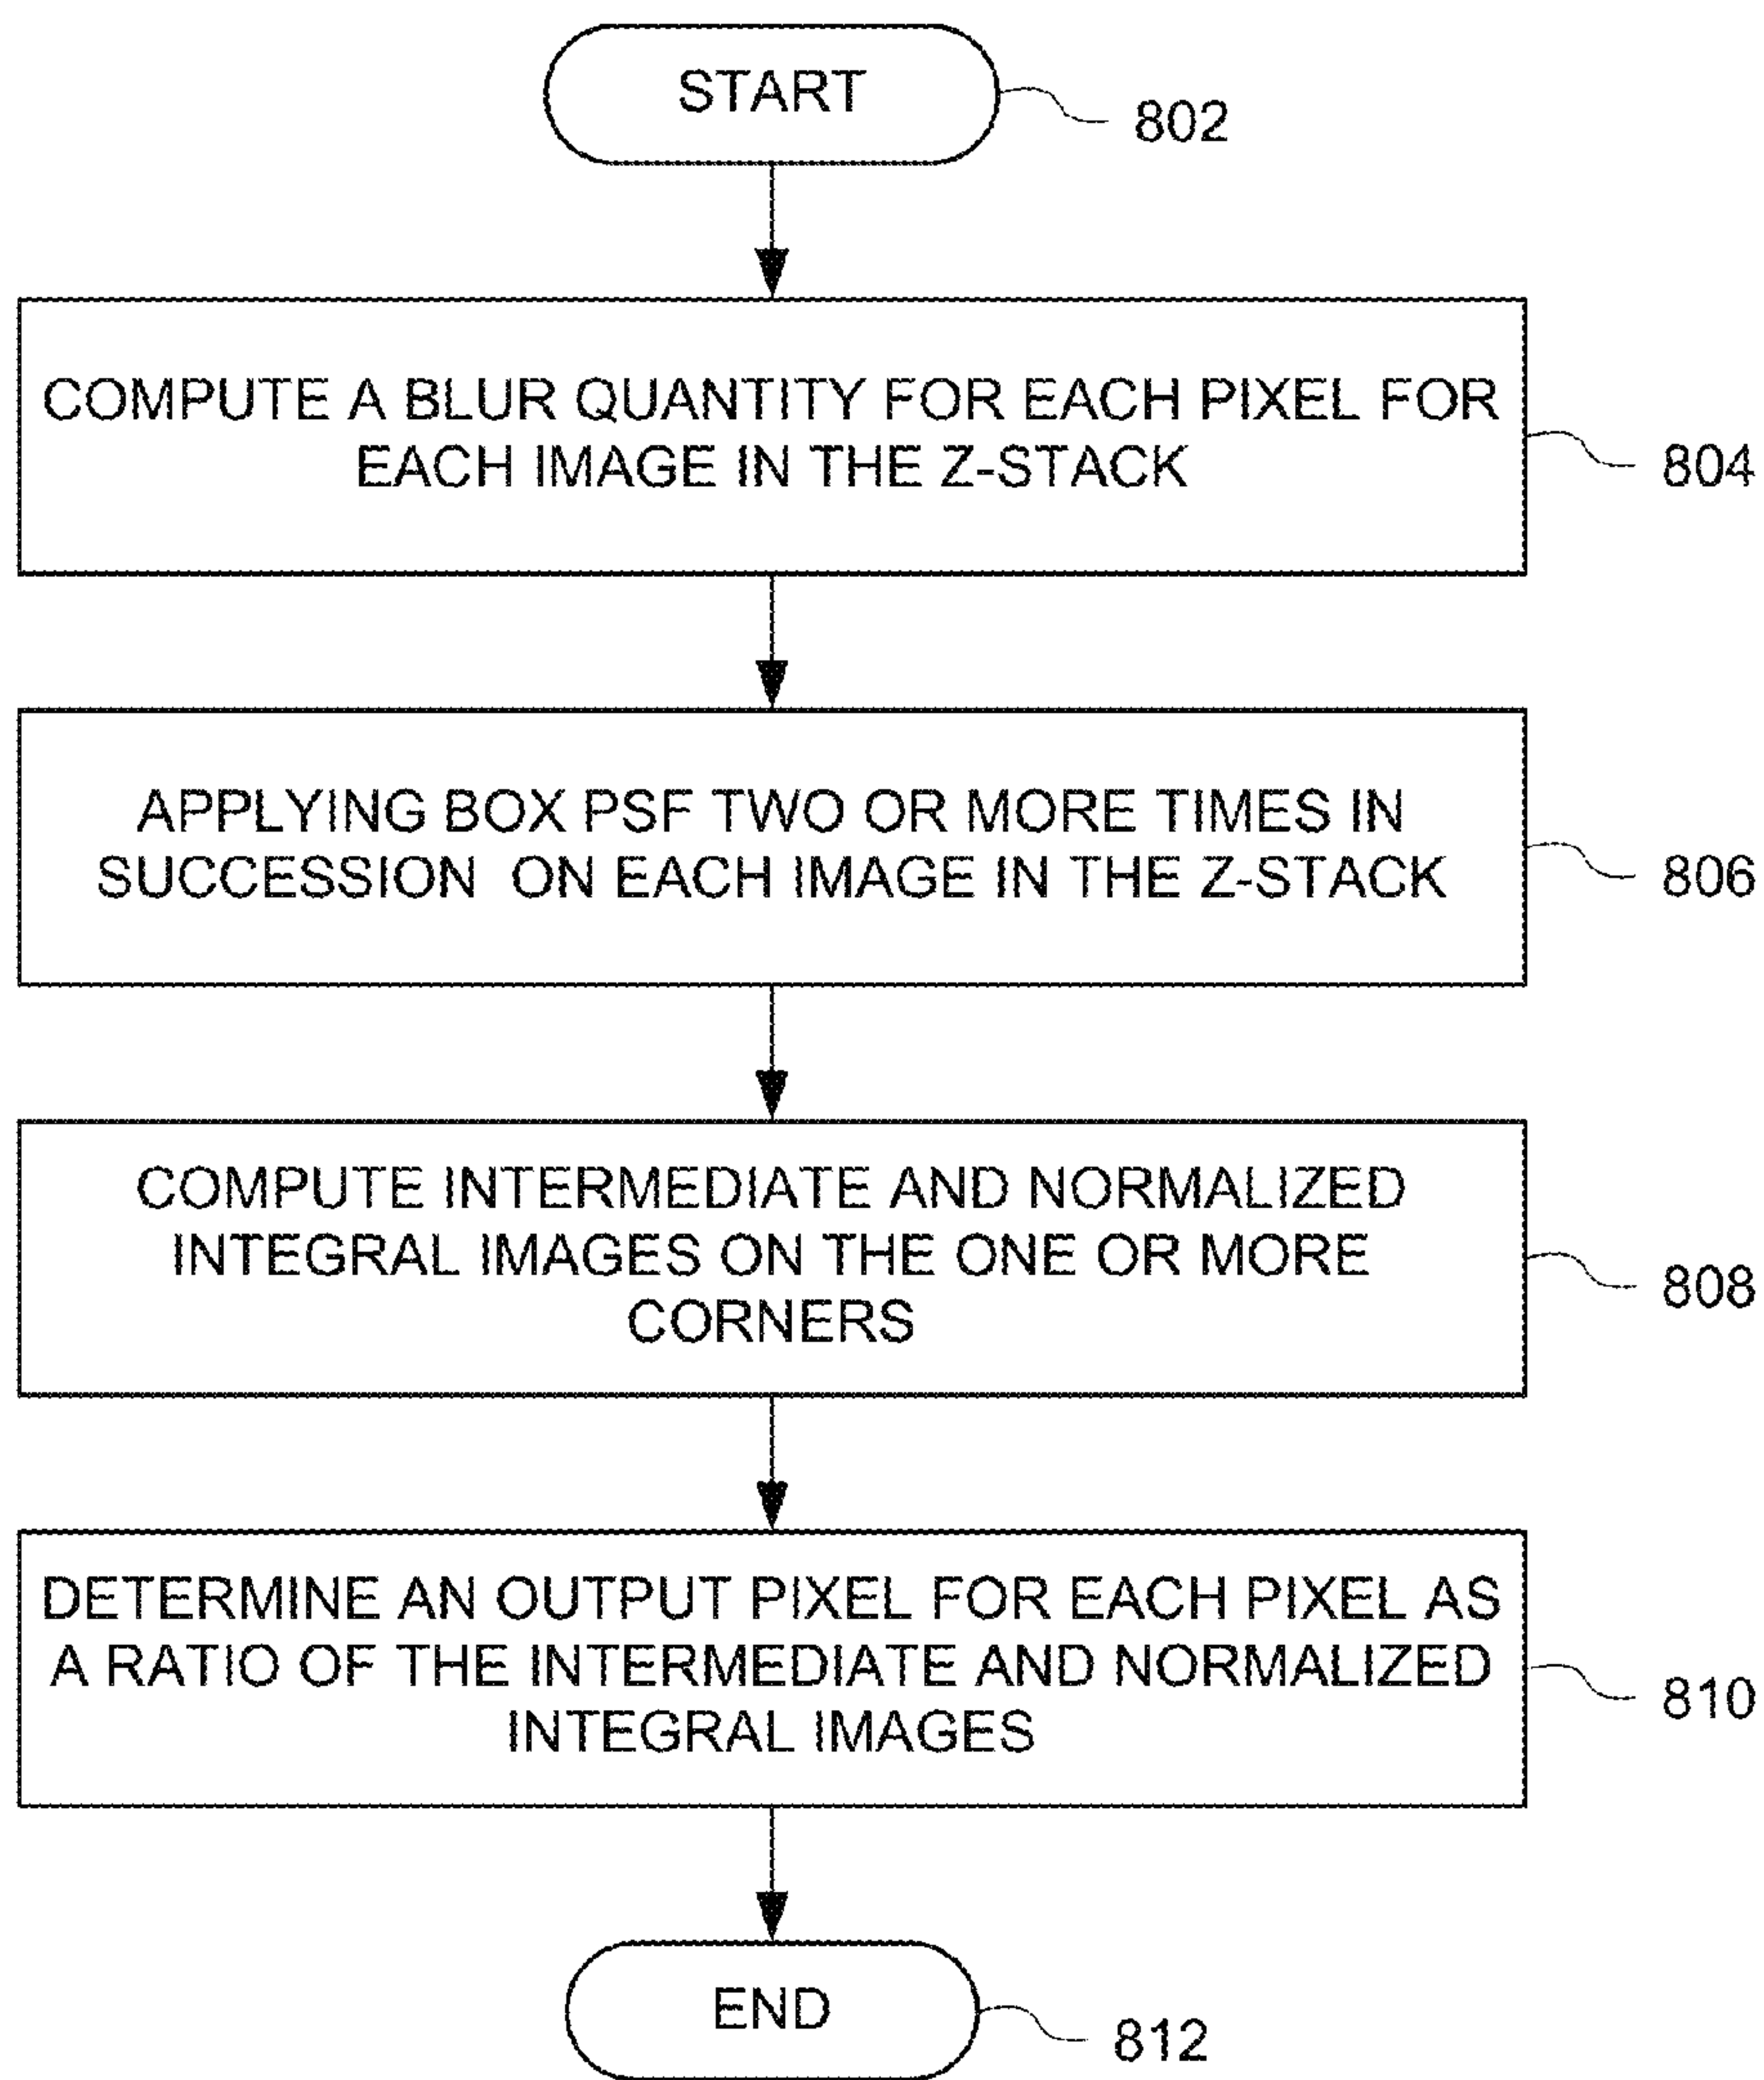 START
802
COMPUTE A BLUR QUANTITY FOR EACH PIXEL FOR
EACH IMAGE IN THE Z-STACK
804
APPLYING BOX PSF TWO OR MORE TIMES IN
SUCCESSION ON EACH IMAGE IN THE Z-STACK
806
COMPUTE INTERMEDIATE AND NORMALIZED
INTEGRAL IMAGES ON THE ONE OR MORE
CORNERS
808
DETERMINE AN OUTPUT PIXEL FOR EACH PIXEL AS
A RATIO OF THE INTERMEDIATE AND NORMALIZED
INTEGRAL IMAGES
810
END
812